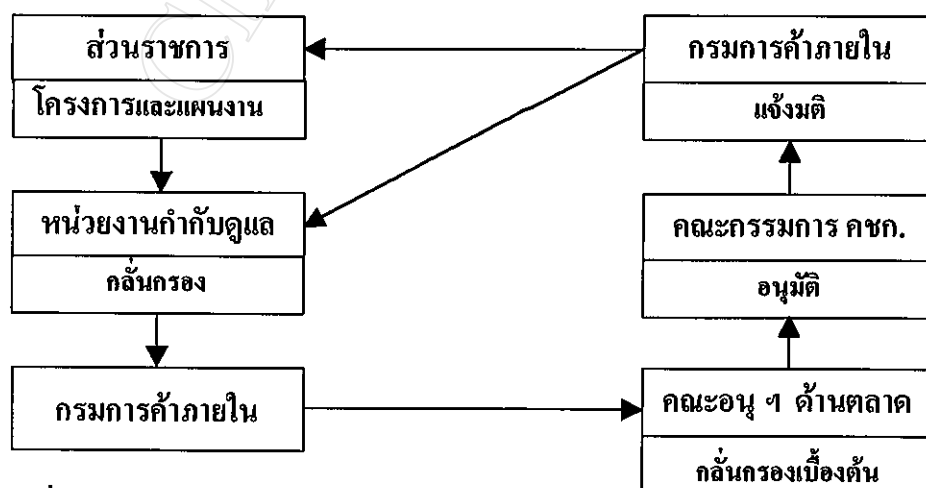 ส่วนราชการ
โครงการและแผนงาน
หน่วยงานกำกับดูแล
กลั่นกรอง
กรมการค้าภายใน
กรมการค้าภายใน
แจ้งมติ
คณะกรรมการ คชก.
อนุมัติ
คณะอนุ ฯ ด้านตลาด
กลั่นกรองเบื้องต้น